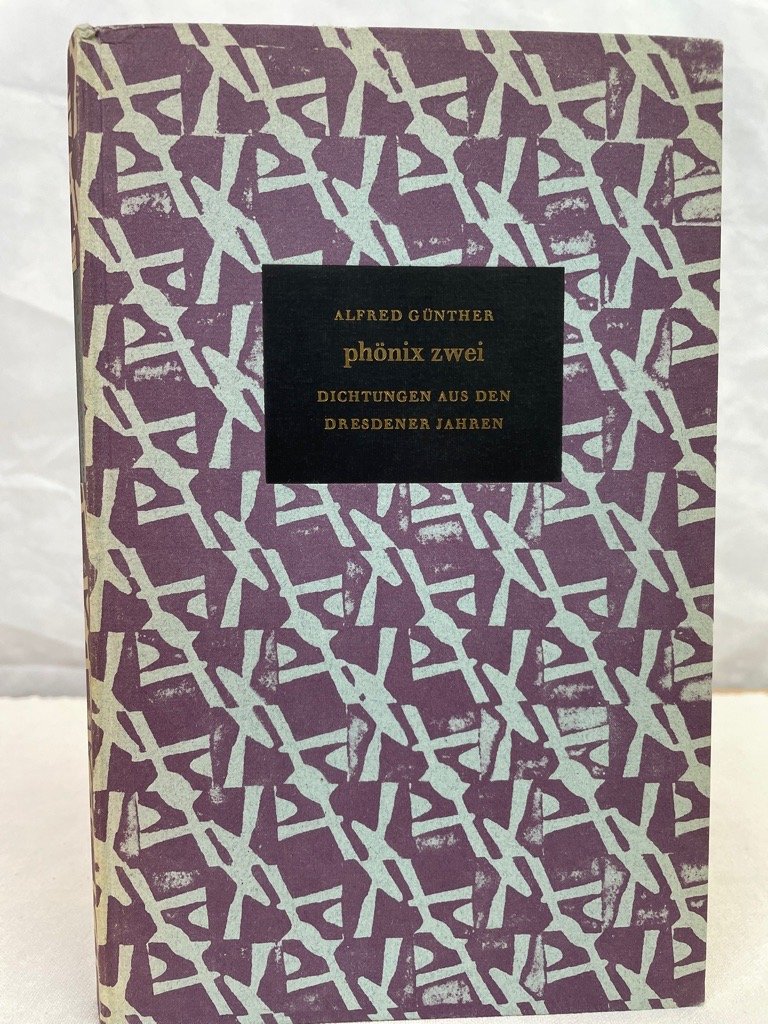 ALFRED GÜNTHER
phönix zwei
DICHTUNGEN AUS DEN
DRESDENER JAHREN